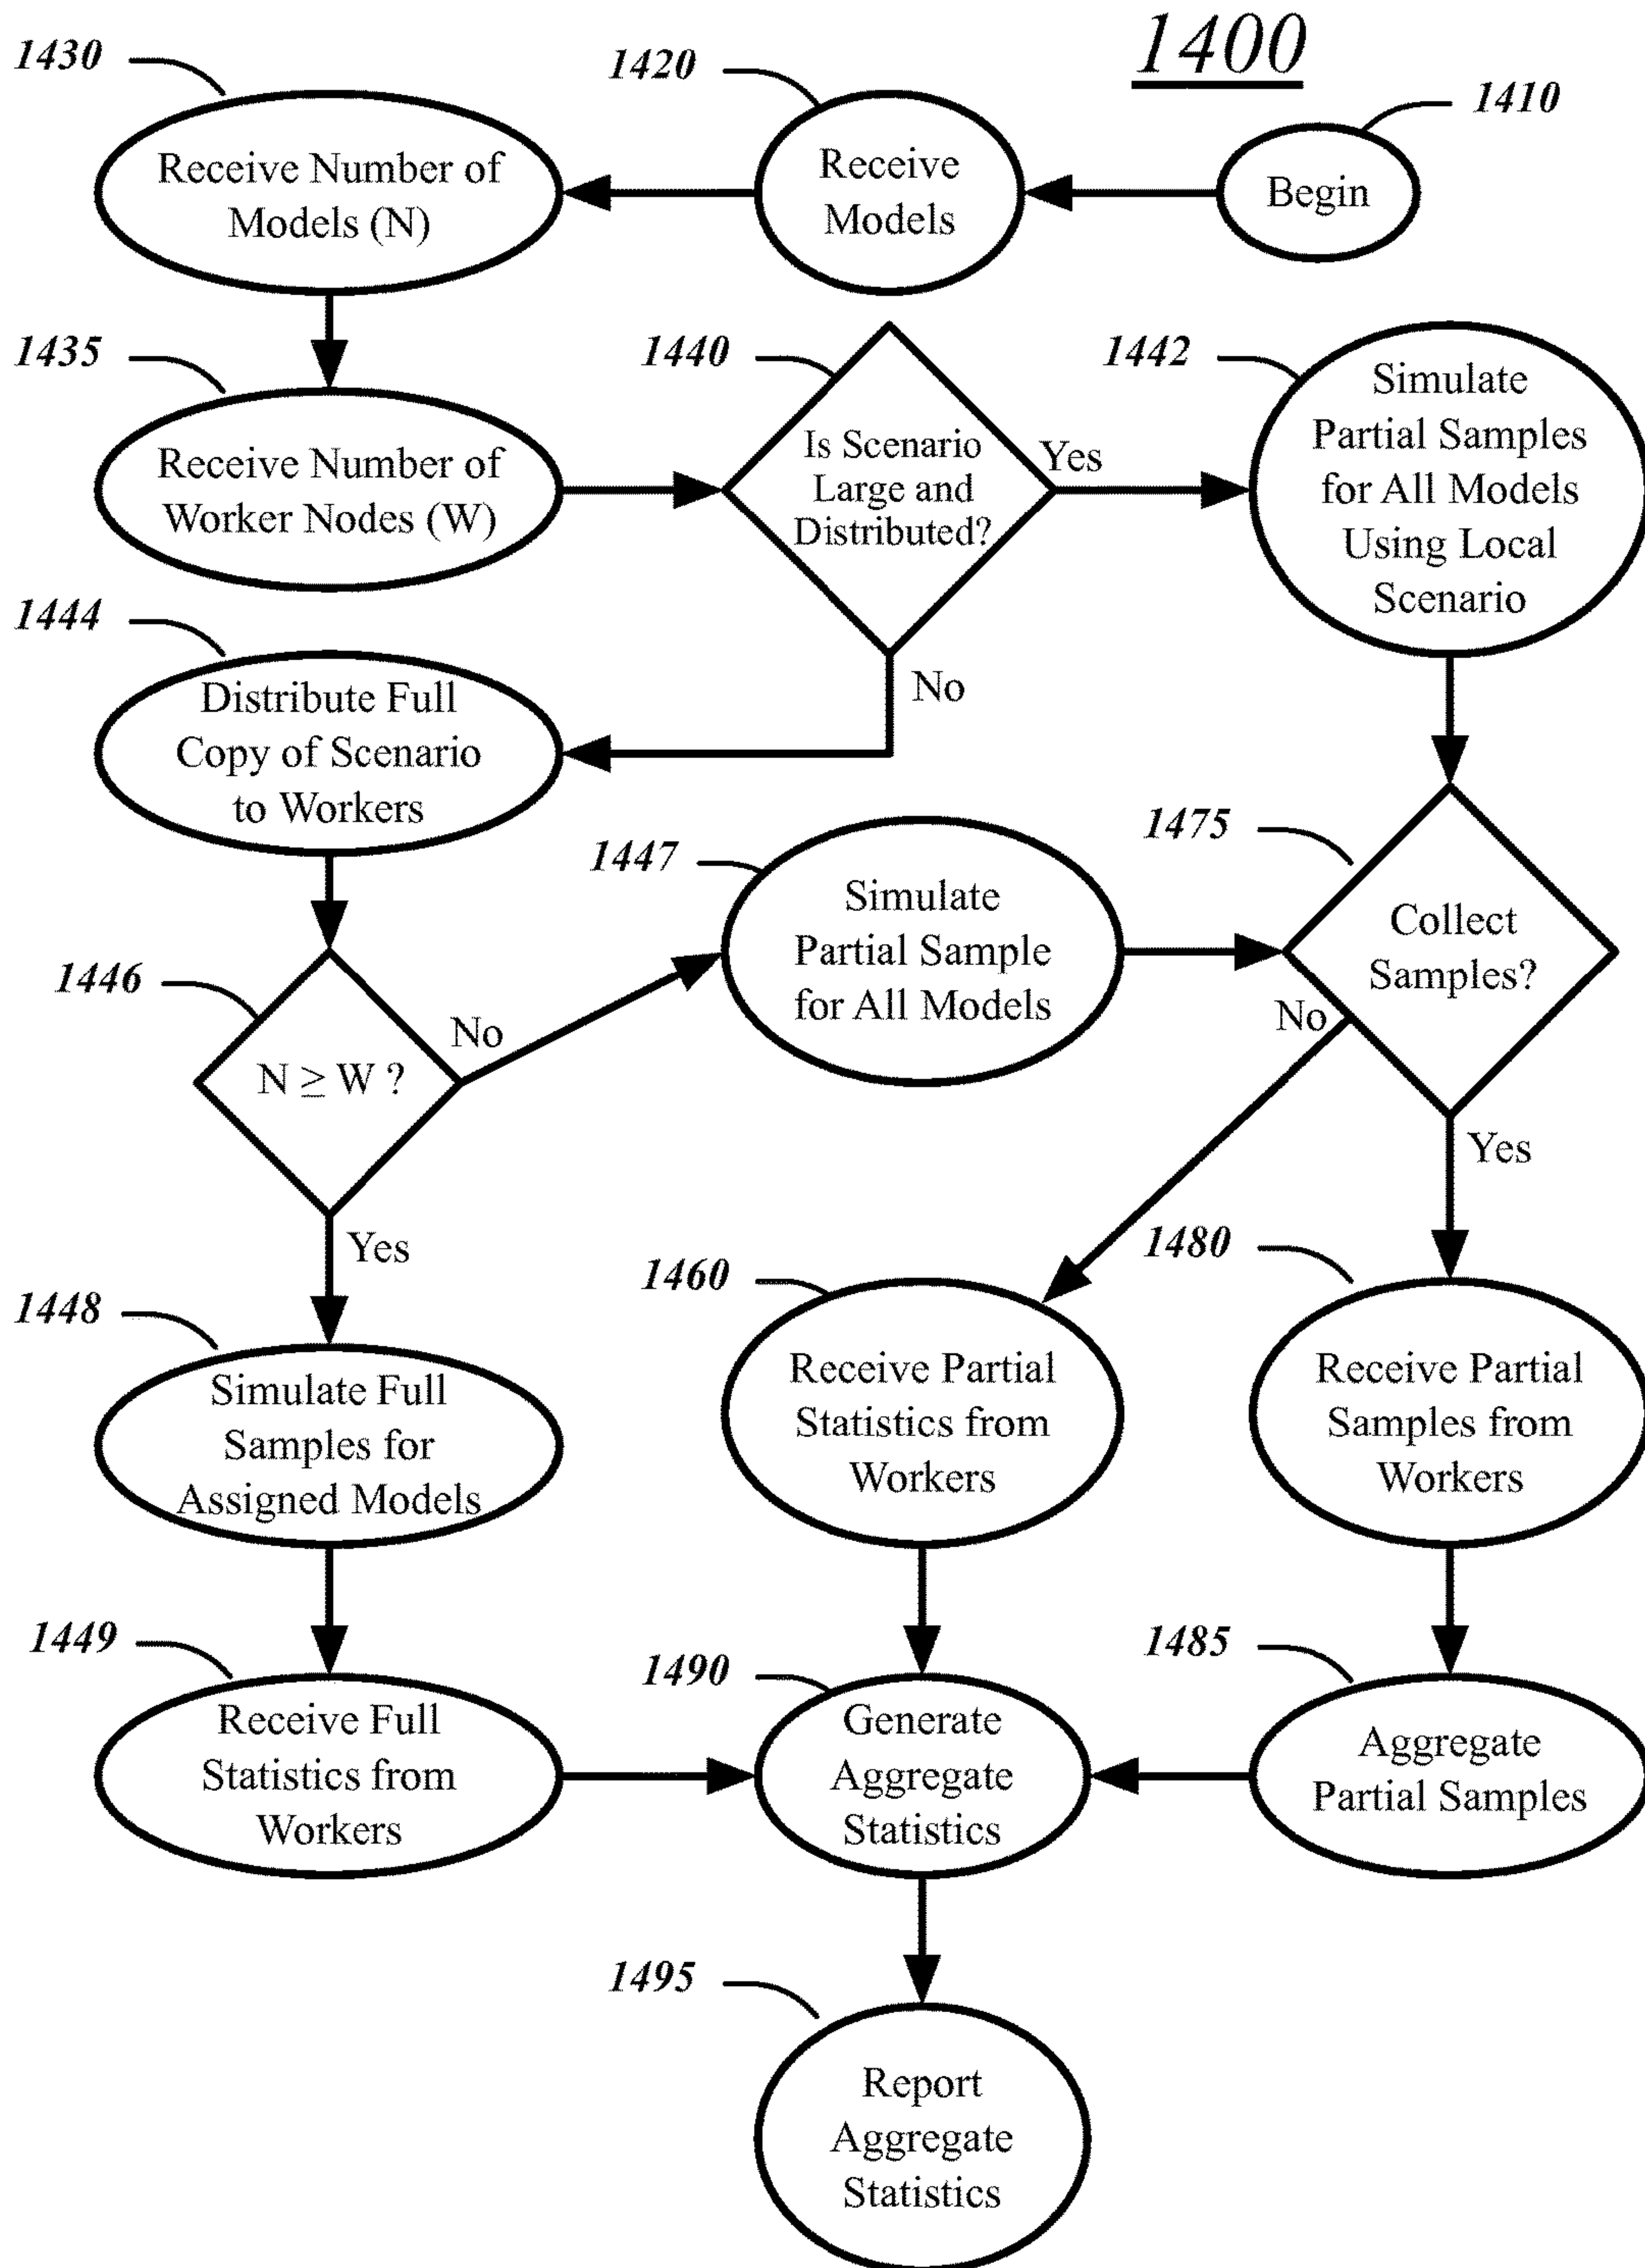 1400
1430
1420
1410
Receive Number of
Models (N)
Receive
Models
Begin
1435
1440
1442
Receive Number of
Worker Nodes (W)
Is Scenario
Large and
Distributed?
Yes
No
Simulate
Partial Samples
for All Models
Using Local
Scenario
1444
Distribute Full
Copy of Scenario
to Workers
1447
Simulate
Partial Sample
for All Models
1475
Collect
Samples?
No
Yes
1446
N ≥ W ?
No
Yes
1448
Simulate Full
Samples for
Assigned Models
1460
Receive Partial
Statistics from
Workers
1480
Receive Partial
Samples from
Workers
1449
Receive Full
Statistics from
Workers
1490
Generate
Aggregate
Statistics
1485
Aggregate
Partial Samples
1495
Report
Aggregate
Statistics